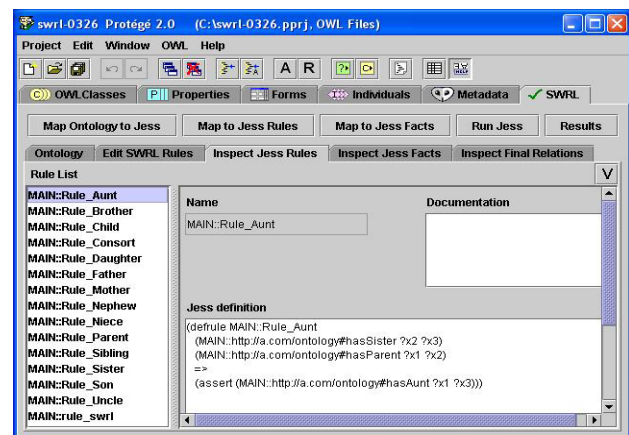 swrl-0326 Protégé 2.0 (C:\swrl-0326.pprj, OWL Files)
Project Edit Window OWL Help
A R
OWLClasses Properties Forms Individuals Metadata SWRL
Map Ontology to Jess Map to Jess Rules Map to Jess Facts Run Jess Results
Ontology Edit SWRL Rules Inspect Jess Rules Inspect Jess Facts Inspect Final Relations
Rule List V
MAIN::Rule_Aunt
MAIN::Rule_Brother
MAIN::Rule_Child
MAIN::Rule_Consort
MAIN::Rule_Daughter
MAIN::Rule_Father
MAIN::Rule_Mother
MAIN::Rule_Nephew
MAIN::Rule_Niece
MAIN::Rule_Parent
MAIN::Rule_Sibling
MAIN::Rule_Sister
MAIN::Rule_Son
MAIN::Rule_Uncle
MAIN::rule_swrl
Name Documentation
MAIN::Rule_Aunt
Jess definition
(defrule MAIN::Rule_Aunt
(MAIN::http://a.com/ontology#hasSister ?x2 ?x3)
(MAIN::http://a.com/ontology#hasParent ?x1 ?x2)
=>
(assert (MAIN::http://a.com/ontology#hasAunt ?x1 ?x3)))